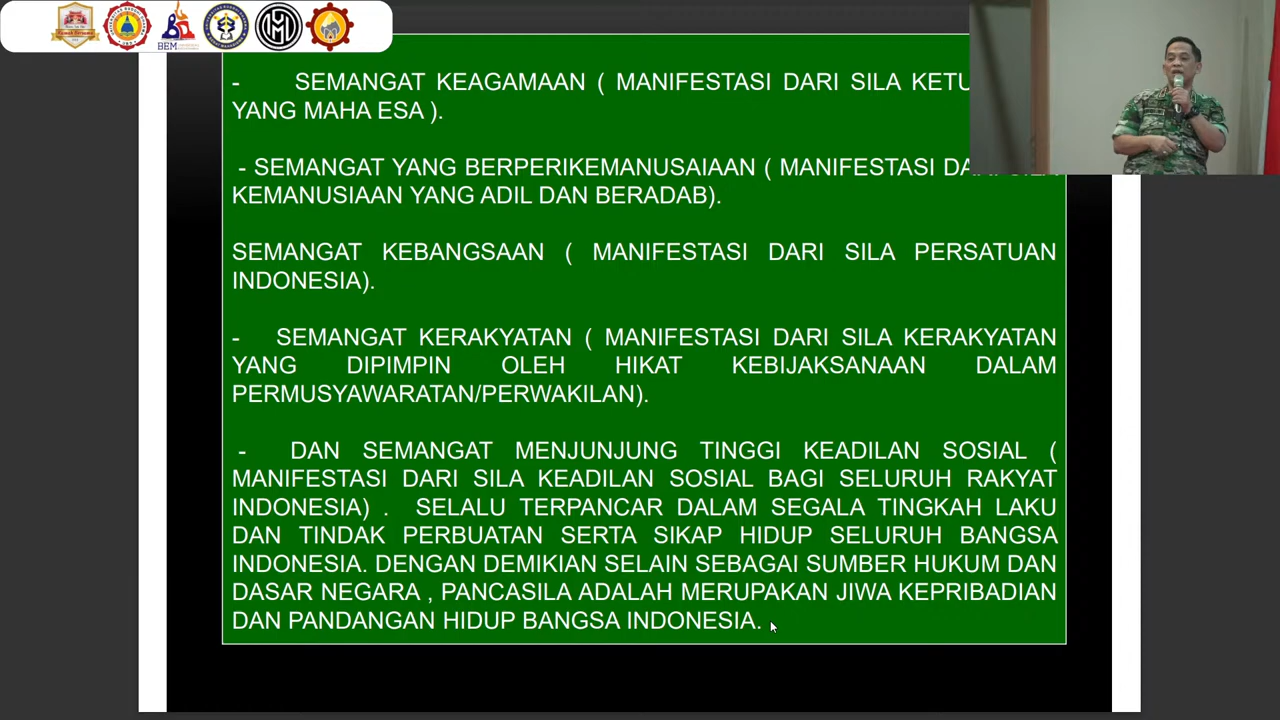 BEM
- SEMANGAT KEAGAMAAN ( MANIFESTASI DARI SILA
YANG MAHA ESA ).
- SEMANGAT YANG BERPERIKEMANUSAIAAN ( MANIFESTASI
KEMANUSIAAN YANG ADIL DAN BERADAB).
SEMANGAT KEBANGSAAN ( MANIFESTASI DARI SILA PERSATUAN
INDONESIA).
- SEMANGAT KERAKYATAN ( MANIFESTASI DARI SILA KERAKYATAN
YANG DIPIMPIN OLEH HIKAT KEBIJAKSANAAN DALAM
PERMUSYAWARATAN/PERWAKILAN).
- DAN SEMANGAT MENJUNJUNG TINGGI KEADILAN SOSIAL (
MANIFESTASI DARI SILA KEADILAN SOSIAL BAGI SELURUH RAKYAT
INDONESIA) . SELALU TERPANCAR DALAM SEGALA TINGKAH LAKU
DAN TINDAK PERBUATAN SERTA SIKAP HIDUP SELURUH BANGSA
INDONESIA. DENGAN DEMIKIAN SELAIN SEBAGAI SUMBER HUKUM DAN
DASAR NEGARA , PANCASILA ADALAH MERUPAKAN JIWA KEPRIBADIAN
DAN PANDANGAN HIDUP BANGSA INDONESIA.